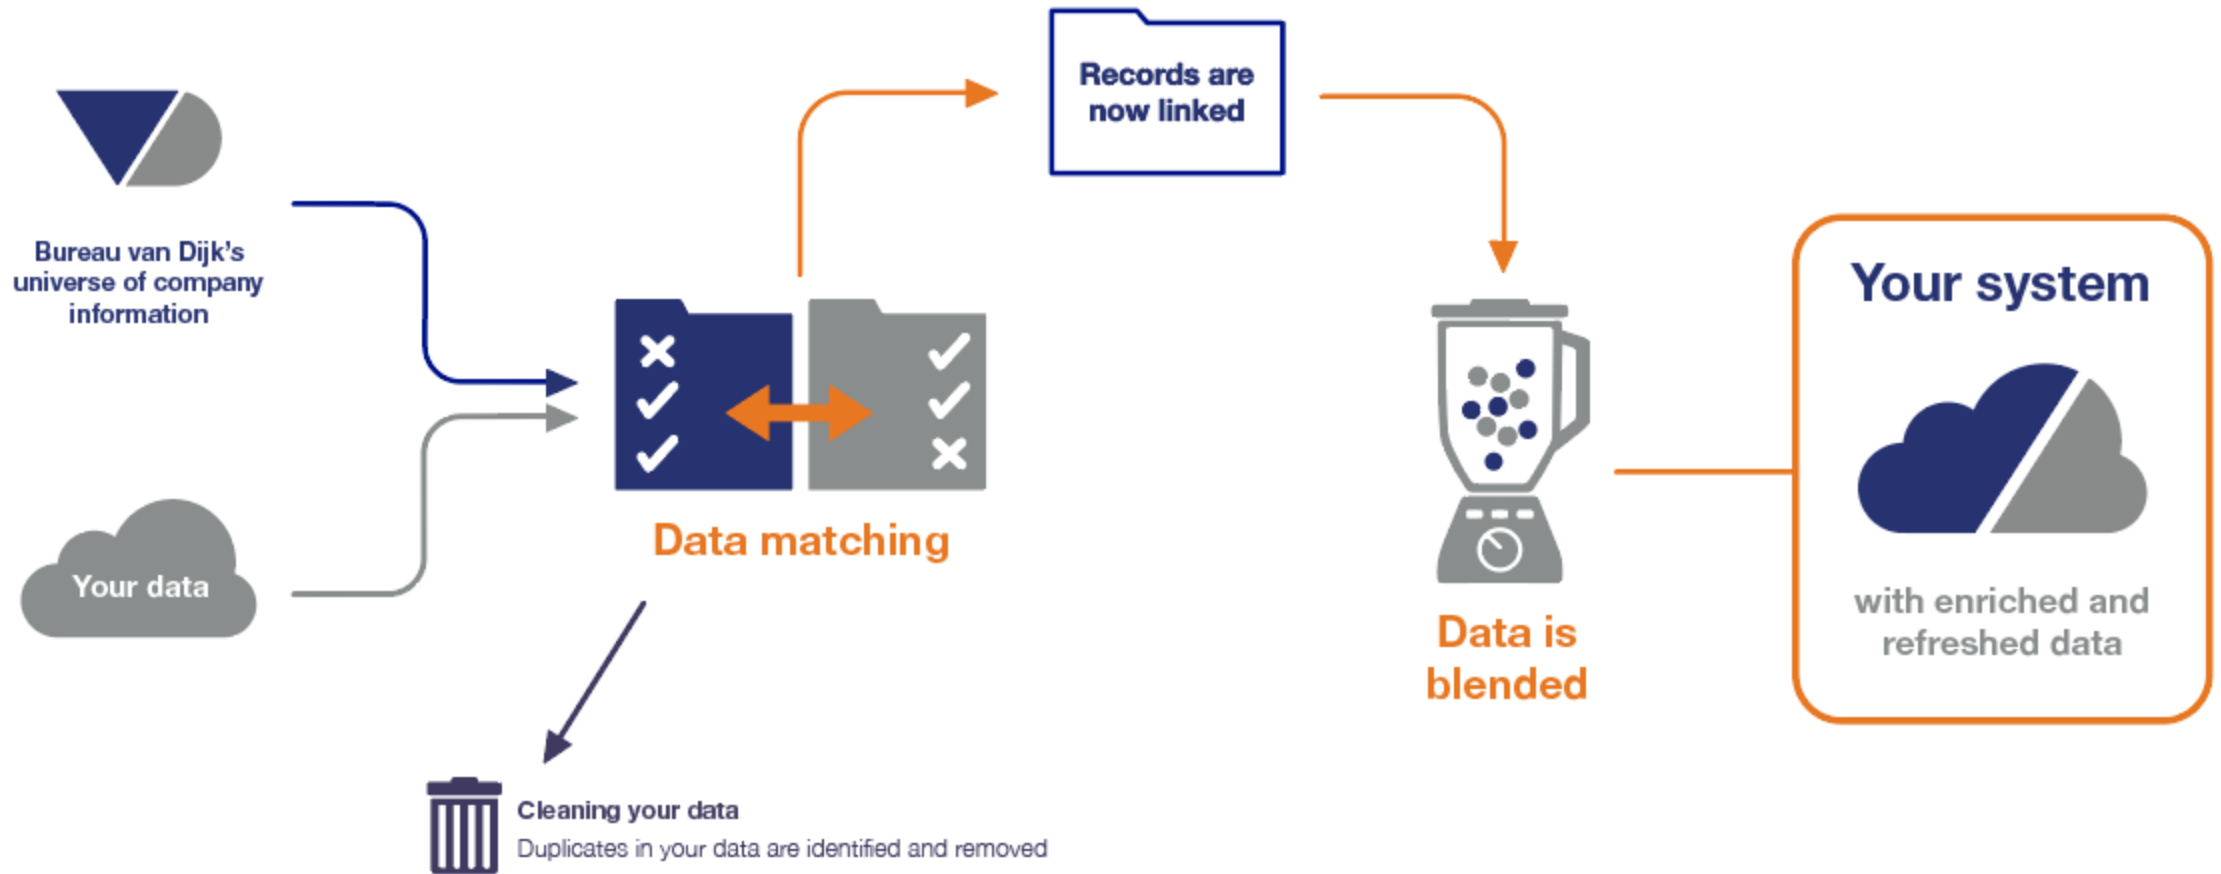 Bureau van Dijk's
universe of company
information
Your data
Data matching
Cleaning your data
Duplicates in your data are identified and removed
Records are
now linked
Data is
blended
Your system
with enriched and
refreshed data